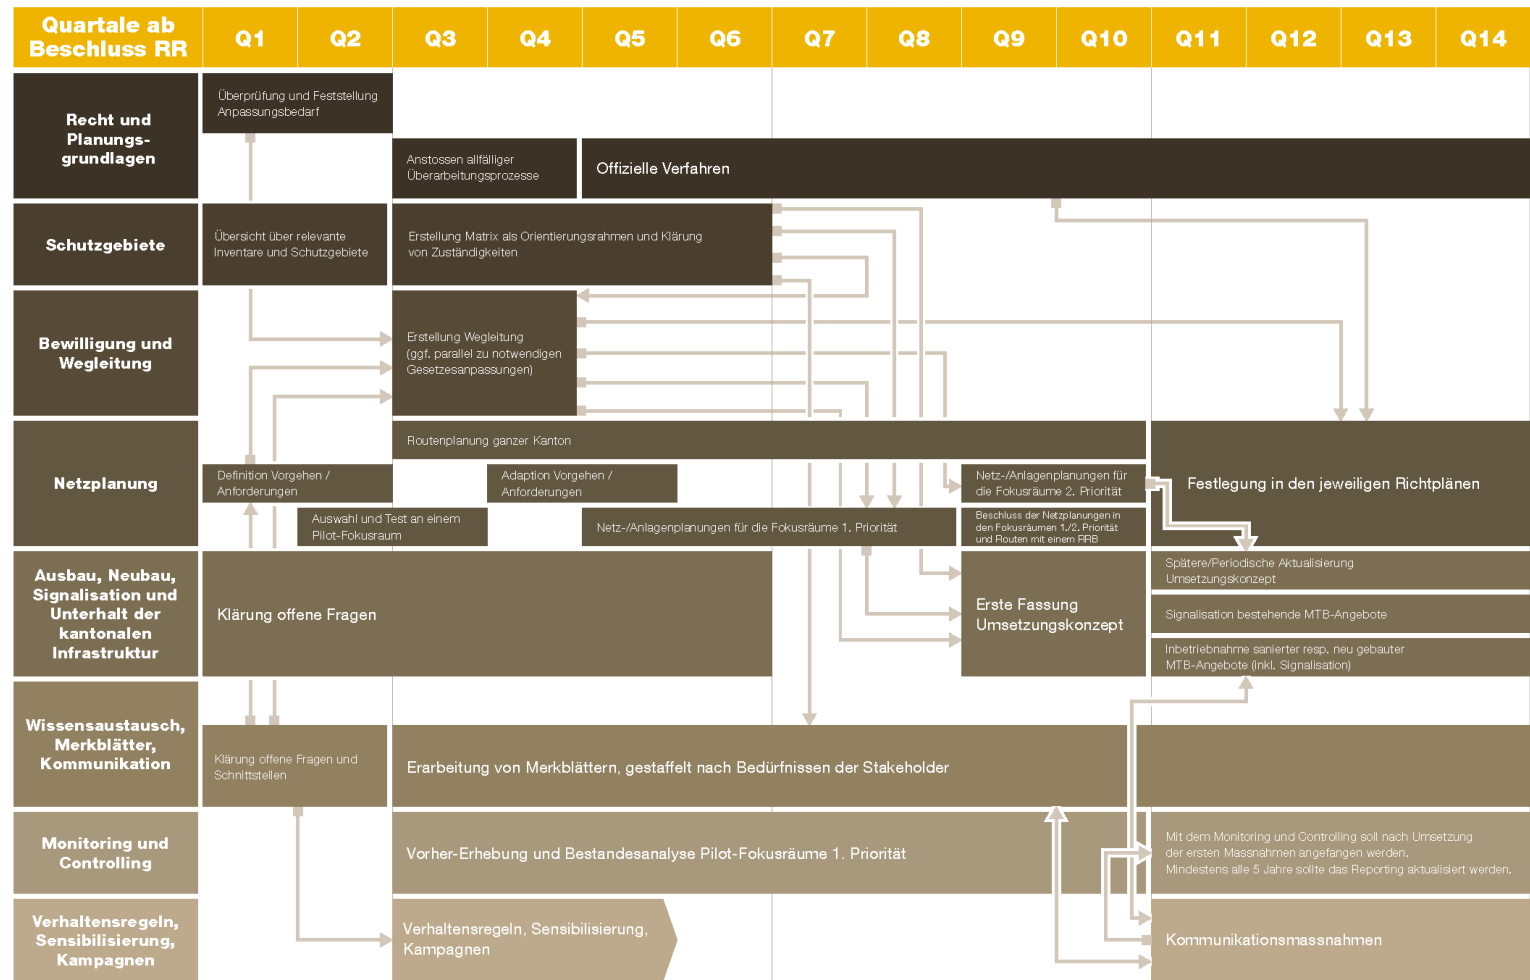 Quartale ab
Beschluss RR
Q1
Q2
Q3
Q4
Q5
Q6
Q7
Q8
Q9
Q10
Q11
Q12
Q13
Q14
Recht und
Planungs-
grundlagen
Überprüfung und Feststellung
Anpassungsbedarf
Anstossen allfälliger
Überarbeitungsprozesse
Offizielle Verfahren
Schutzgebiete
Übersicht über relevante
Inventare und Schutzgebiete
Erstellung Matrix als Orientierungsrahmen und Klärung
von Zuständigkeiten
Bewilligung und
Wegleitung
Erstellung Wegleitung
(ggf. parallel zu notwendigen
Gesetzesanpassungen)
Netzplanung
Routenplanung ganzer Kanton
Definition Vorgehen /
Anforderungen
Adaption Vorgehen /
Anforderungen
Netz-/Anlagenplanungen für
die Fokusräume 2. Priorität
Festlegung in den jeweiligen Richtplänen
Auswahl und Test an einem
Pilot-Fokusraum
Netz-/Anlagenplanungen für die Fokusräume 1. Priorität
Beschluss der Netzplanungen in
den Fokusräumen 1./2. Priorität
und Routen mit einem RRB
Ausbau, Neubau,
Signalisation und
Unterhalt der
kantonalen
Infrastruktur
Klärung offene Fragen
Erste Fassung
Umsetzungskonzept
Spätere/Periodische Aktualisierung
Umsetzungskonzept
Signalisation bestehende MTB-Angebote
Inbetriebnahme sanierter resp. neu gebauter
MTB-Angebote (inkl. Signalisation)
Wissensaustausch,
Merkblätter,
Kommunikation
Klärung offene Fragen und
Schnittstellen
Erarbeitung von Merkblättern, gestaffelt nach Bedürfnissen der Stakeholder
Monitoring und
Controlling
Vorher-Erhebung und Bestandesanalyse Pilot-Fokusräume 1. Priorität
Mit dem Monitoring und Controlling soll nach Umsetzung
der ersten Massnahmen angefangen werden.
Mindestens alle 5 Jahre sollte das Reporting aktualisiert werden.
Verhaltensregeln,
Sensibilisierung,
Kampagnen
Verhaltensregeln, Sensibilisierung,
Kampagnen
Kommunikationsmassnahmen